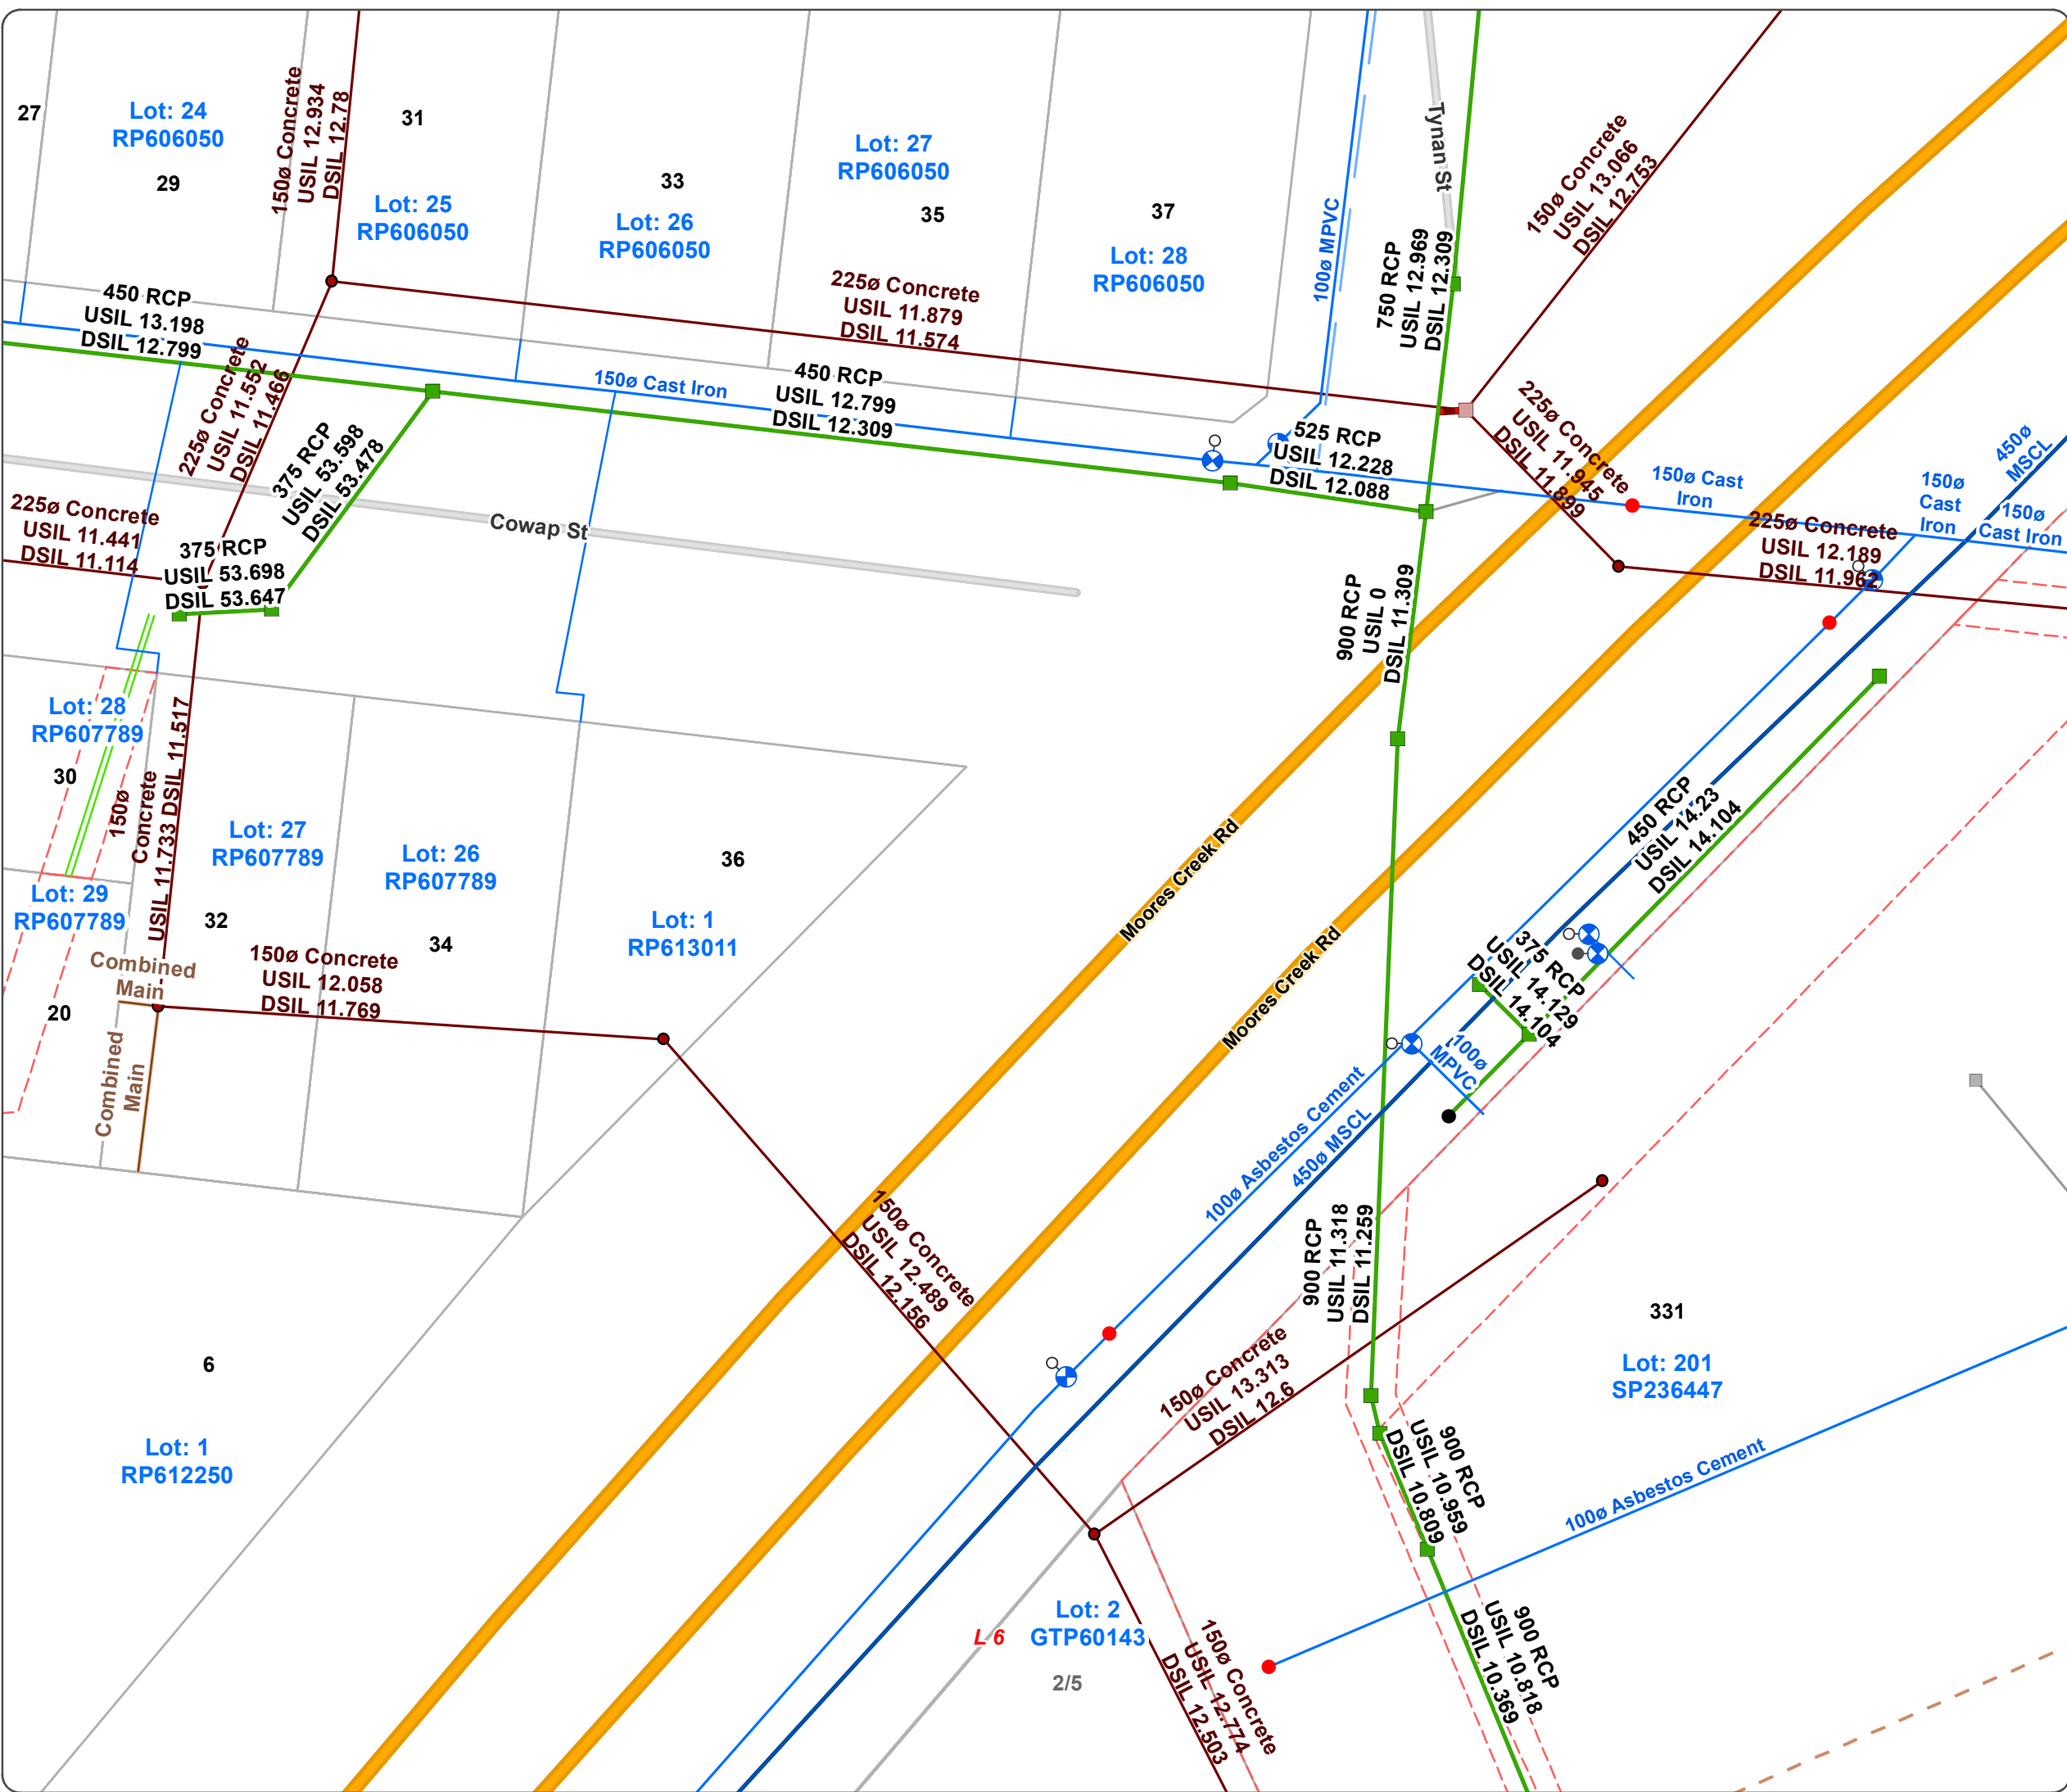 27
Lot: 24
RP606050
29
150ø Concrete
USIL 12.934
DSIL 12.78
31
Lot: 25
RP606050
33
Lot: 26
RP606050
Lot: 27
RP606050
35
37
Lot: 28
RP606050
100ø MPVC
Tynan St
750 RCP
USIL 12.969
DSIL 12.309
150ø Concrete
USIL 13.066
DSIL 12.753
450 RCP
USIL 13.198
DSIL 12.799
225ø Concrete
USIL 11.879
DSIL 11.574
225ø Concrete
USIL 11.552
DSIL 11.466
150ø Cast Iron
450 RCP
USIL 12.799
DSIL 12.309
375 RCP
USIL 53.598
DSIL 53.478
525 RCP
USIL 12.228
DSIL 12.088
225ø Concrete
USIL 11.945
DSIL 11.899
150ø Cast
Iron
450ø
MSCL
150ø
Cast
Iron
150ø
Cast Iron
225ø Concrete
USIL 12.189
DSIL 11.962
225ø Concrete
USIL 11.441
DSIL 11.114
Cowap St
375 RCP
USIL 53.698
DSIL 53.647
900 RCP
USIL 0
DSIL 11.309
Lot: 28
RP607789
30
150ø
Concrete
USIL 11.733 DSIL 11.517
Lot: 27
RP607789
32
Lot: 26
RP607789
34
36
Lot: 1
RP613011
Lot: 29
RP607789
20
Combined
Main
Combined
Main
150ø Concrete
USIL 12.058
DSIL 11.769
Moores Creek Rd
Moores Creek Rd
450 RCP
USIL 14.23
DSIL 14.104
375 RCP
USIL 14.129
DSIL 14.104
100ø
MPVC
100ø Asbestos Cement
450ø MSCL
150ø Concrete
USIL 12.489
DSIL 12.156
900 RCP
USIL 11.318
DSIL 11.259
150ø Concrete
USIL 13.313
DSIL 12.6
331
Lot: 201
SP236447
6
Lot: 1
RP612250
900 RCP
USIL 10.959
DSIL 10.809
100ø Asbestos Cement
L 6
Lot: 2
GTP60143
2/5
150ø Concrete
USIL 12.774
DSIL 12.503
900 RCP
USIL 10.818
DSIL 10.369